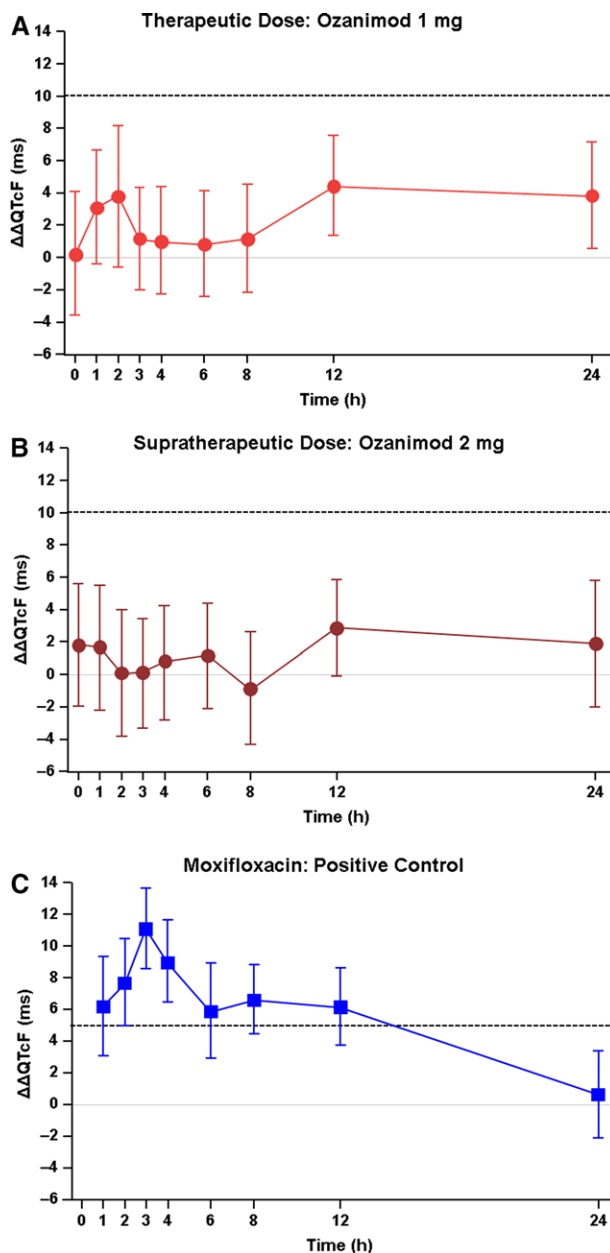 A
Therapeutic Dose: Ozanimod 1 mg
14
12
10
8
6
4
2
0
−2
−4
−6
ΔΔQTcF (ms)
0 1 2 3 4 6 8 12 24
Time (h)
B
Supratherapeutic Dose: Ozanimod 2 mg
14
12
10
8
6
4
2
0
−2
−4
−6
ΔΔQTcF (ms)
0 1 2 3 4 6 8 12 24
Time (h)
C
Moxifloxacin: Positive Control
14
12
10
8
6
4
2
0
−2
−4
−6
ΔΔQTcF (ms)
0 1 2 3 4 6 8 12 24
Time (h)